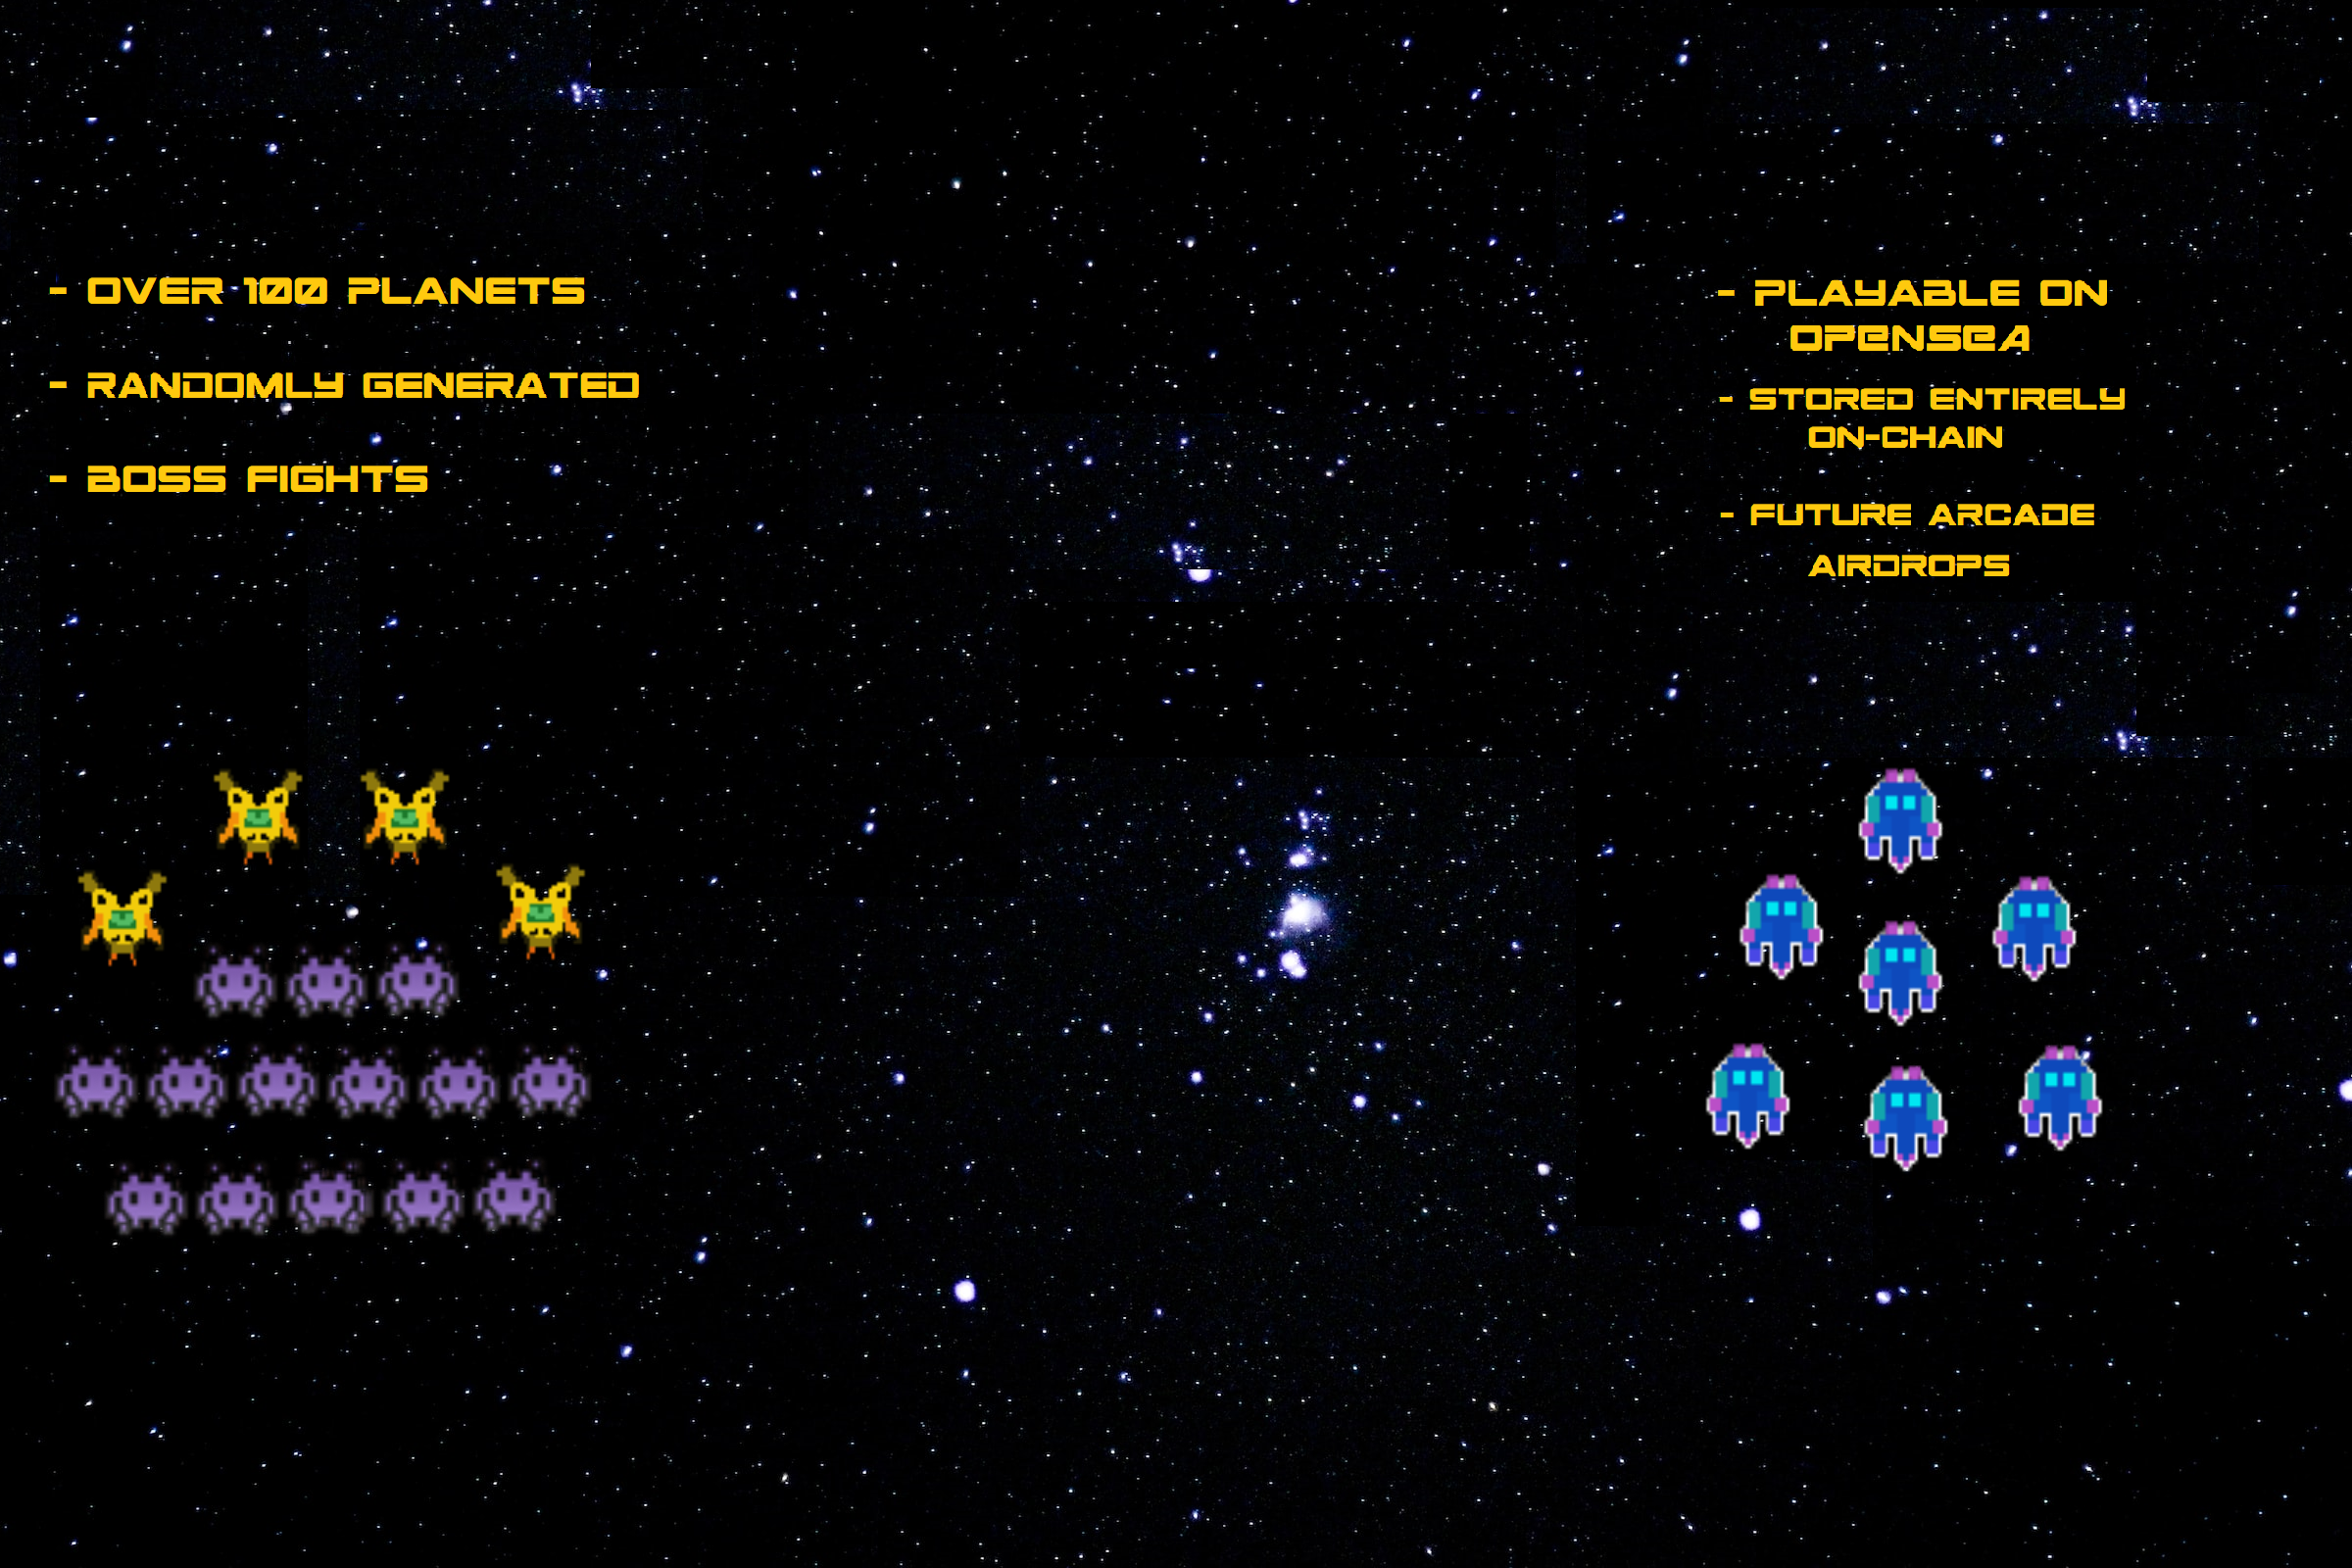 - OVER 100 PLANETS
- RANDOMLY GENERATED
- BOSS FIGHTS
- PLAYABLE ON
OPENSEA
- STORED ENTIRELY
ON-CHAIN
- FUTURE ARCADE
AIRDROPS